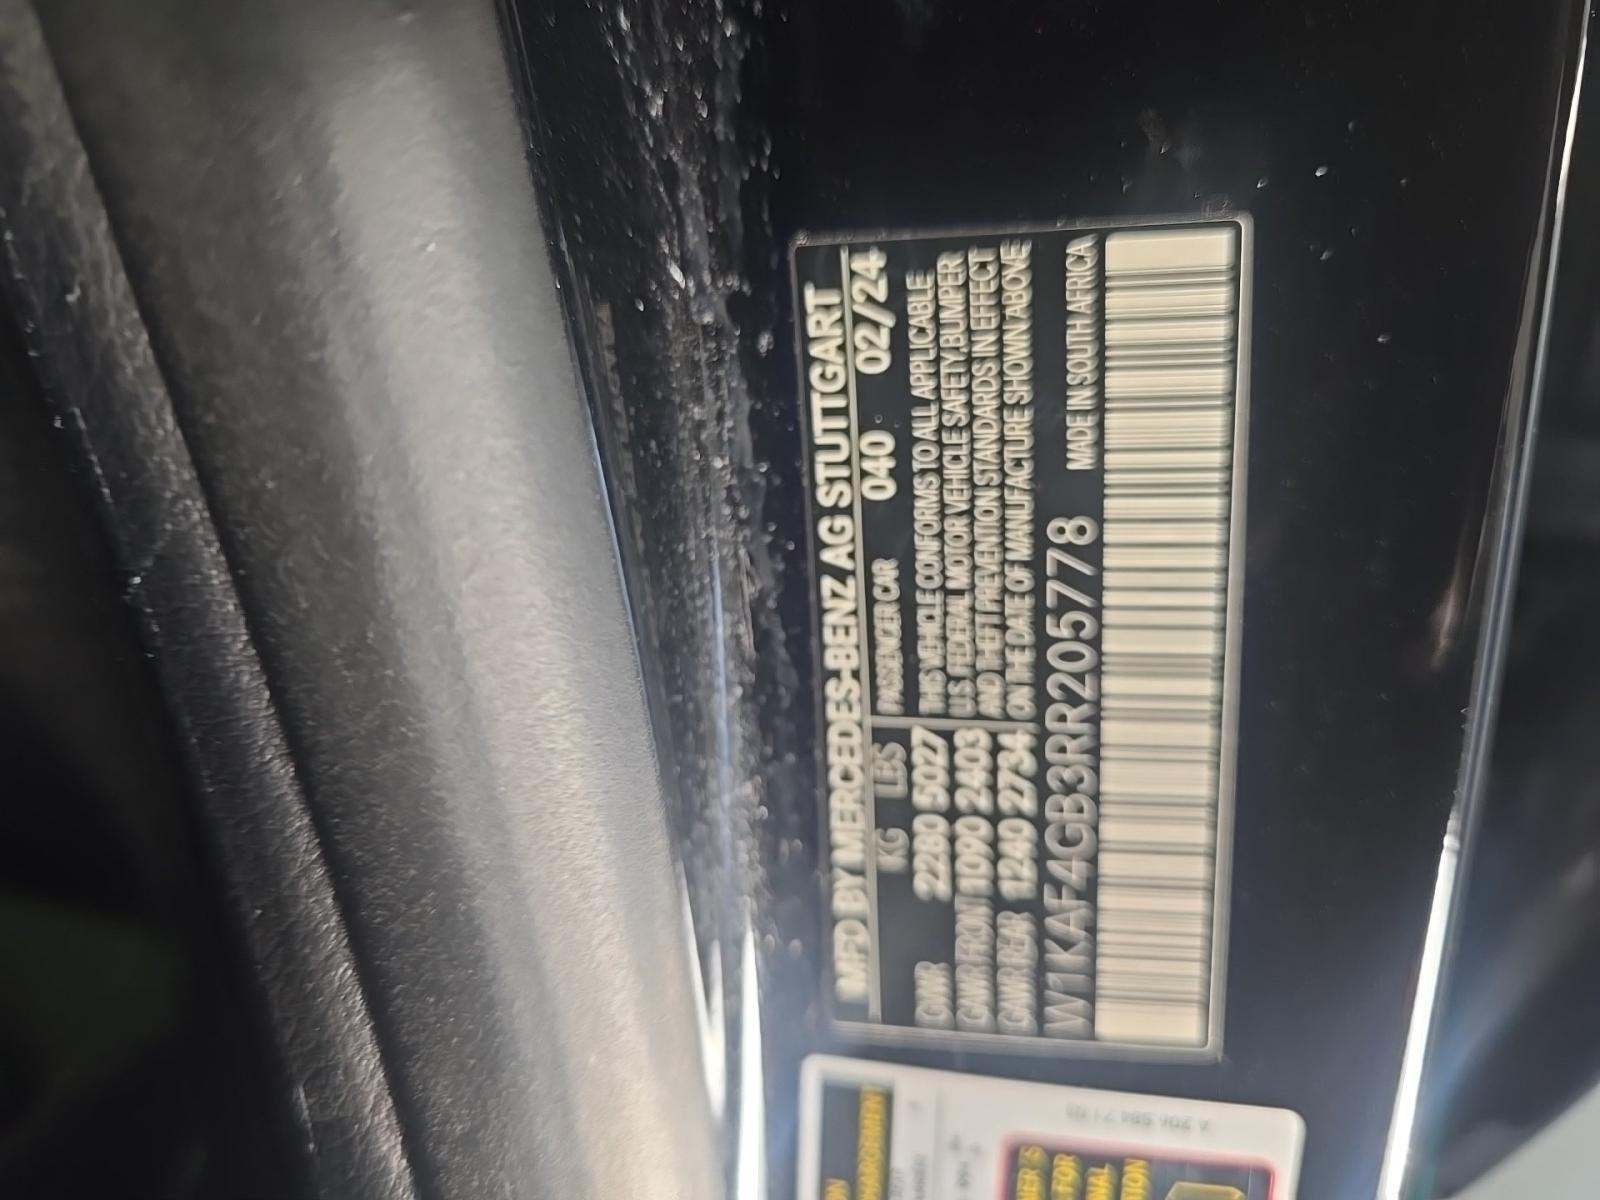 MFD BY MERCEDES-BENZ AG STUTTGART
KG LBS PASSENGER CAR 040 02/24
GVWR 2280 5027 THIS VEHICLE CONFORMS TO ALL APPLICABLE
GAWR FRONT 1090 2403 U.S. FEDERAL MOTOR VEHICLE SAFETY, BUMPER
GAWR REAR 1240 2734 AND THEFT PREVENTION STANDARDS IN EFFECT
ON THE DATE OF MANUFACTURE SHOWN ABOVE
W1KAF4GB3RR205778 MADE IN SOUTH AFRICA